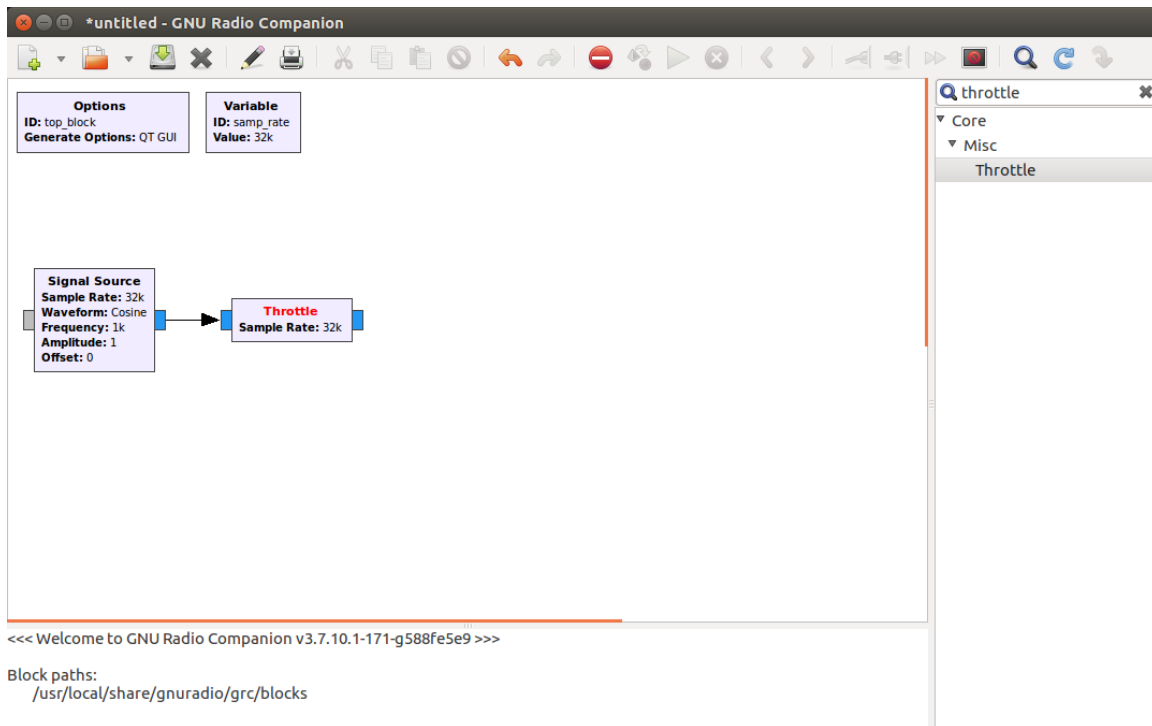 *untitled - GNU Radio Companion
throttle
Core
Misc
Throttle
Options
ID: top_block
Generate Options: QT GUI
Variable
ID: samp_rate
Value: 32k
Signal Source
Sample Rate: 32k
Waveform: Cosine
Frequency: 1k
Amplitude: 1
Offset: 0
Throttle
Sample Rate: 32k
<<< Welcome to GNU Radio Companion v3.7.10.1-171-g588fe5e9 >>>
Block paths:
/usr/local/share/gnuradio/grc/blocks